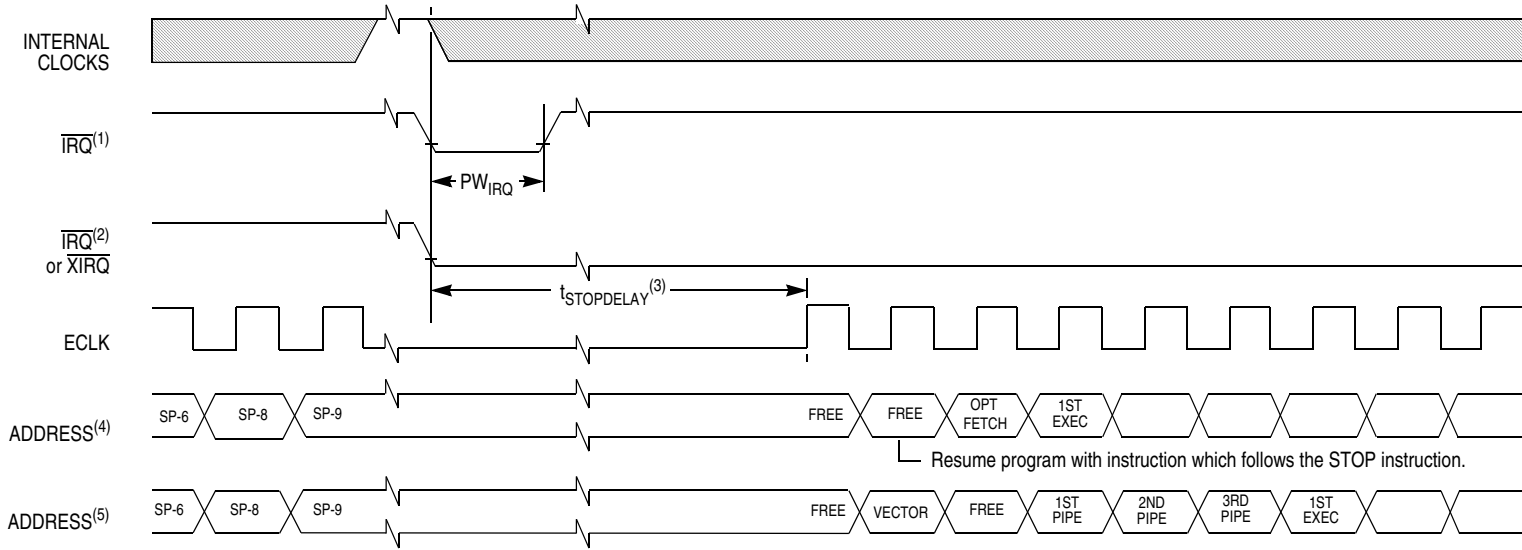 INTERNAL
CLOCKS
IRQ(1)
PWIRQ
IRQ(2)
or XIRQ
tSTOPDELAY(3)
ECLK
ADDRESS(4)
SP-6 SP-8 SP-9 FREE FREE OPT FETCH 1ST EXEC
Resume program with instruction which follows the STOP instruction.
ADDRESS(5)
SP-6 SP-8 SP-9 FREE VECTOR FREE 1ST PIPE 2ND PIPE 3RD PIPE 1ST EXEC